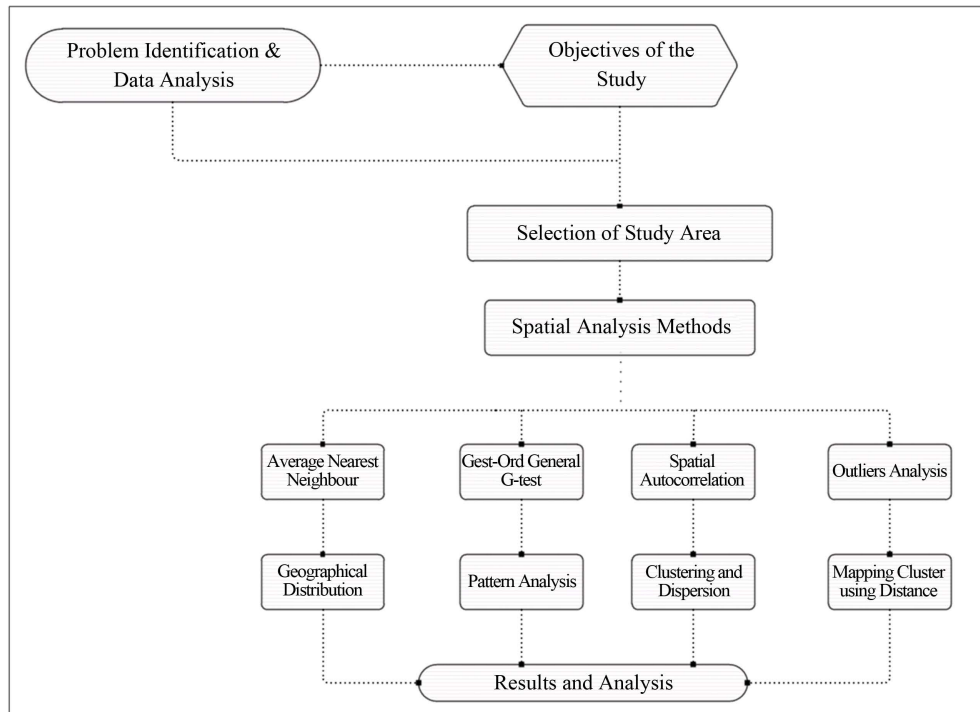 Problem Identification &
Data Analysis
Objectives of the
Study
Selection of Study Area
Spatial Analysis Methods
Average Nearest
Neighbour
Gest-Ord General
G-test
Spatial
Autocorrelation
Outliers Analysis
Geographical
Distribution
Pattern Analysis
Clustering and
Dispersion
Mapping Cluster
using Distance
Results and Analysis